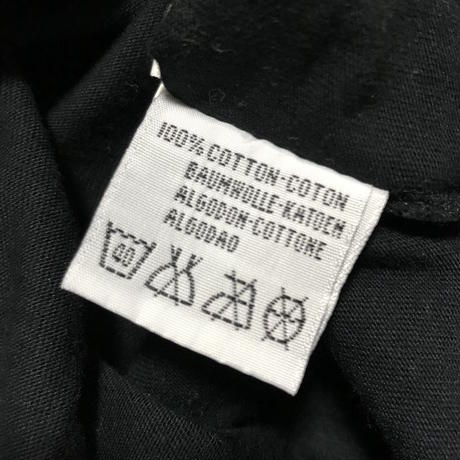 100% COTTON-COTON
BAUMWOLLE-KATOEN
ALGODON-COTTONE
ALGODAO
40